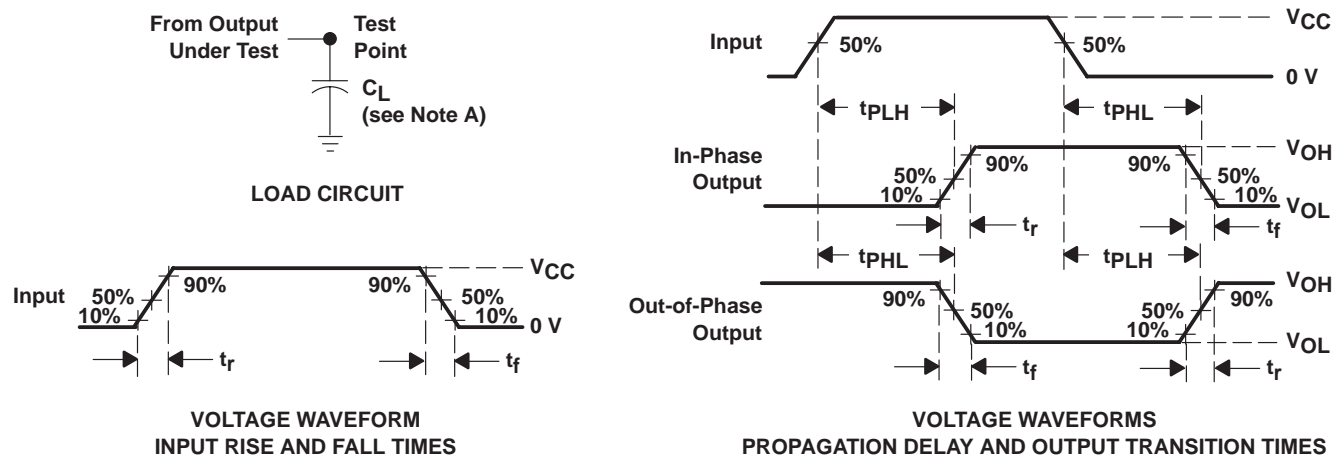 From Output
Under Test
Test
Point
CL
(see Note A)
LOAD CIRCUIT
Input
50%
10%
90%
90%
50%
10%
VCC
0 V
tr
tf
VOLTAGE WAVEFORM
INPUT RISE AND FALL TIMES
Input
50%
50%
VCC
0 V
tPLH
tPHL
In-Phase
Output
50%
10%
90%
90%
50%
10%
VOH
VOL
tr
tf
tPHL
tPLH
Out-of-Phase
Output
90%
50%
10%
50%
10%
90%
VOH
VOL
tf
tr
VOLTAGE WAVEFORMS
PROPAGATION DELAY AND OUTPUT TRANSITION TIMES